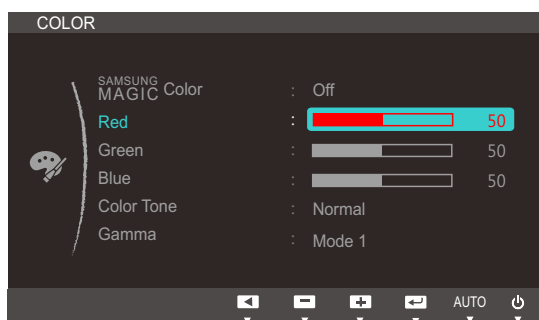 COLOR
SAMSUNG MAGIC Color : Off
Red : 50
Green : 50
Blue : 50
Color Tone : Normal
Gamma : Mode 1
AUTO